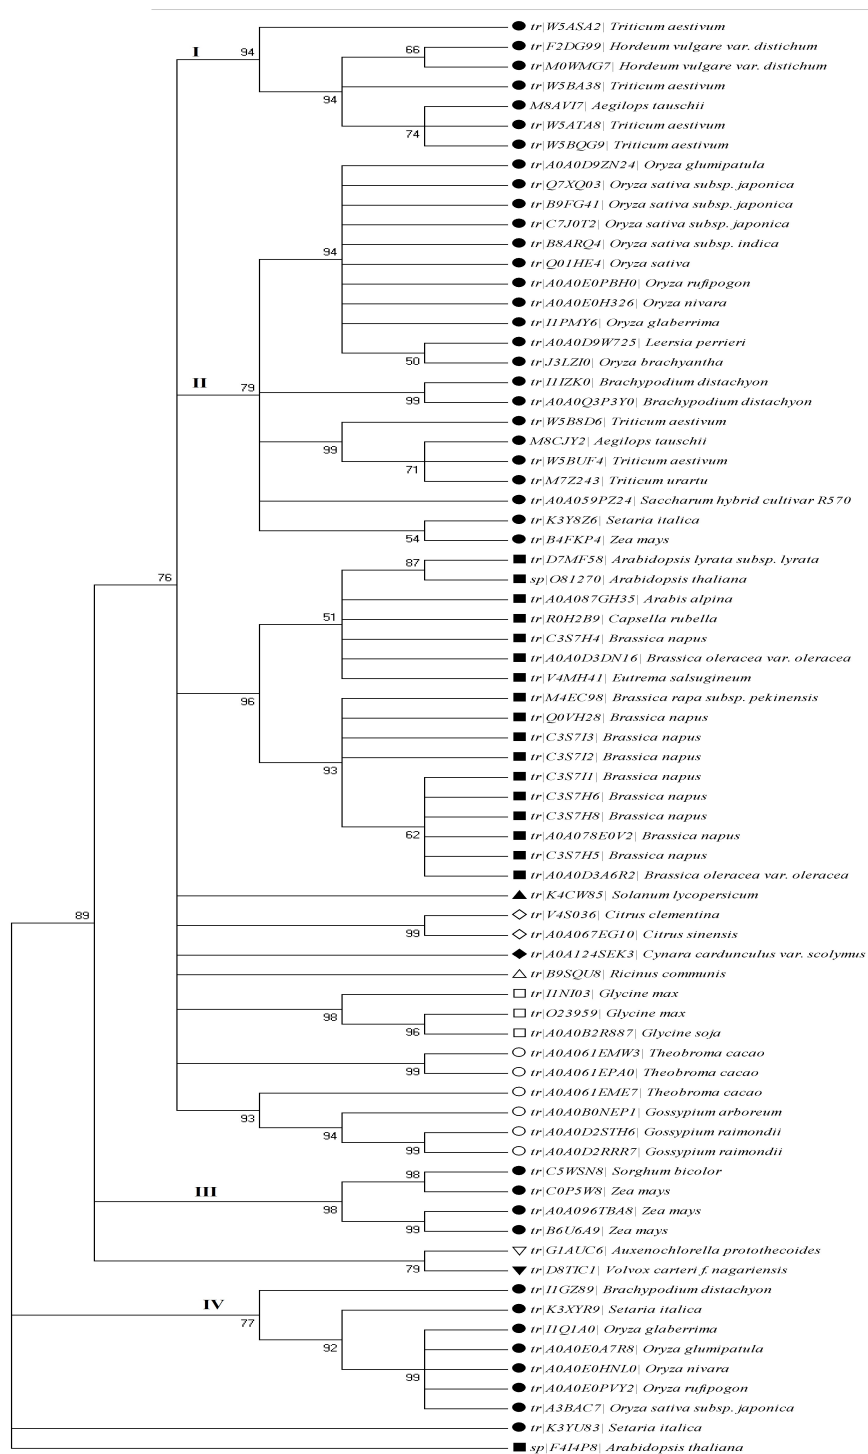 tr|W5ASA2| Triticum aestivum
I
94
tr|F2DG99| Hordeum vulgare var. distichum
66
tr|M0WMG7| Hordeum vulgare var. distichum
tr|W5BA38| Triticum aestivum
94
M8AVI7| Aegilops tauschii
tr|W5ATA8| Triticum aestivum
74
tr|W5BQG9| Triticum aestivum
tr|A0A0D9ZN24| Oryza glumipatula
tr|Q7XQ03| Oryza sativa subsp. japonica
tr|B9FG41| Oryza sativa subsp. japonica
tr|C7J0T2| Oryza sativa subsp. japonica
tr|B8ARQ4| Oryza sativa subsp. indica
94
tr|Q01HE4| Oryza sativa
tr|A0A0E0PBH0| Oryza rufipogon
tr|A0A0E0H326| Oryza nivara
tr|I1PMY6| Oryza glaberrima
tr|A0A0D9W725| Leersia perrieri
50
tr|J3LZI0| Oryza brachyantha
II
79
tr|I1IZK0| Brachypodium distachyon
99
tr|A0A0Q3P3Y0| Brachypodium distachyon
tr|W5B8D6| Triticum aestivum
99
M8CJY2| Aegilops tauschii
tr|W5BUF4| Triticum aestivum
71
tr|M7Z243| Triticum urartu
tr|A0A059PZ24| Saccharum hybrid cultivar R570
tr|K3Y8Z6| Setaria italica
54
tr|B4FKP4| Zea mays
87
tr|D7MF58| Arabidopsis lyrata subsp. lyrata
76
sp|O81270| Arabidopsis thaliana
tr|A0A087GH35| Arabis alpina
51
tr|R0H2B9| Capsella rubella
tr|C3S7H4| Brassica napus
tr|A0A0D3DN16| Brassica oleracea var. oleracea
tr|V4MH41| Eutrema salsugineum
96
tr|M4EC98| Brassica rapa subsp. pekinensis
tr|Q0VH28| Brassica napus
tr|C3S7I3| Brassica napus
tr|C3S7I2| Brassica napus
93
tr|C3S7I1| Brassica napus
tr|C3S7H6| Brassica napus
tr|C3S7H8| Brassica napus
62
tr|A0A078E0V2| Brassica napus
tr|C3S7H5| Brassica napus
tr|A0A0D3A6R2| Brassica oleracea var. oleracea
tr|K4CW85| Solanum lycopersicum
89
tr|V4S036| Citrus clementina
99
tr|A0A067EG10| Citrus sinensis
tr|A0A124SEK3| Cynara cardunculus var. scolymus
tr|B9SQU8| Ricinus communis
tr|I1NI03| Glycine max
98
tr|O23959| Glycine max
96
tr|A0A0B2R887| Glycine soja
tr|A0A061EMW3| Theobroma cacao
99
tr|A0A061EPA0| Theobroma cacao
tr|A0A061EME7| Theobroma cacao
93
tr|A0A0B0NEP1| Gossypium arboreum
94
tr|A0A0D2STH6| Gossypium raimondii
99
tr|A0A0D2RRR7| Gossypium raimondii
98
tr|C5WSN8| Sorghum bicolor
III
tr|C0P5W8| Zea mays
98
tr|A0A096TBA8| Zea mays
99
tr|B6U6A9| Zea mays
tr|G1AUC6| Auxenochlorella protothecoides
79
tr|D8TIC1| Volvox carteri f. nagariensis
tr|I1GZ89| Brachypodium distachyon
IV
77
tr|K3XYR9| Setaria italica
tr|I1Q1A0| Oryza glaberrima
92
tr|A0A0E0A7R8| Oryza glumipatula
tr|A0A0E0HNL0| Oryza nivara
99
tr|A0A0E0PVY2| Oryza rufipogon
tr|A3BAC7| Oryza sativa subsp. japonica
tr|K3YU83| Setaria italica
sp|F4I4P8| Arabidopsis thaliana